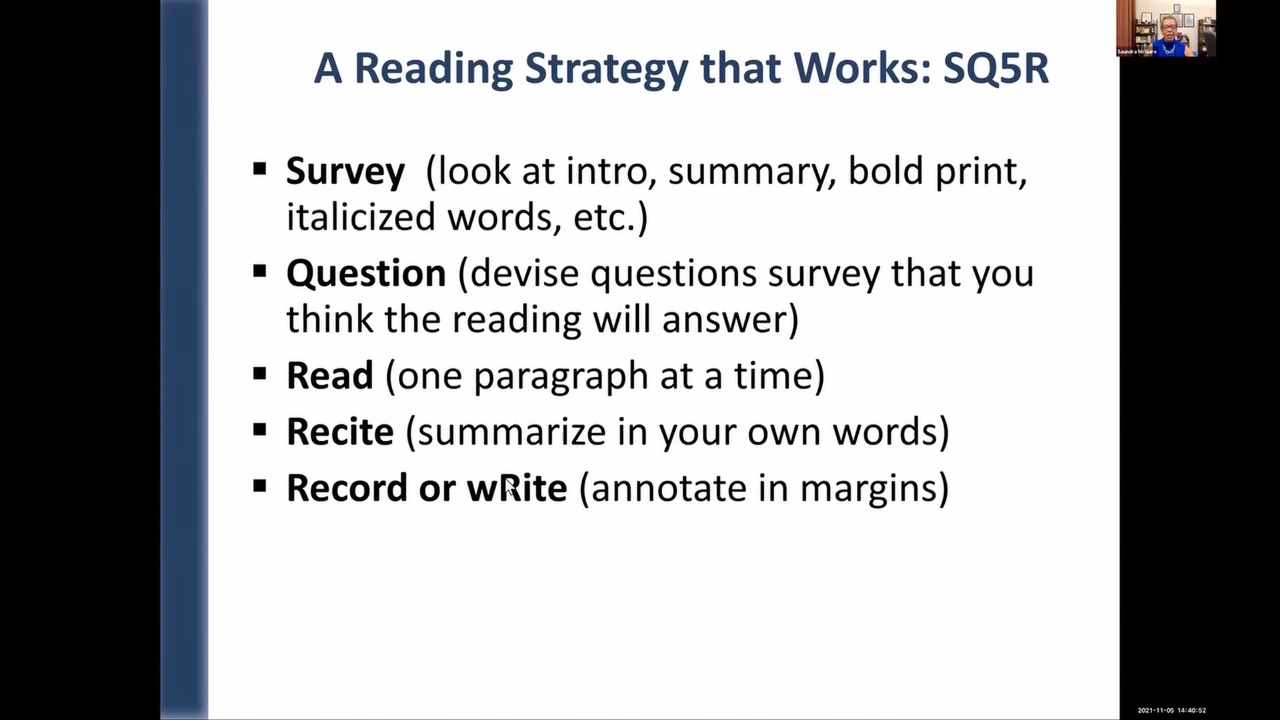 A Reading Strategy that Works: SQ5R
▪ Survey (look at intro, summary, bold print,
italicized words, etc.)
▪ Question (devise questions survey that you
think the reading will answer)
▪ Read (one paragraph at a time)
▪ Recite (summarize in your own words)
▪ Record or wRite (annotate in margins)
Saundra McGuire
2021-11-05 14:40:52